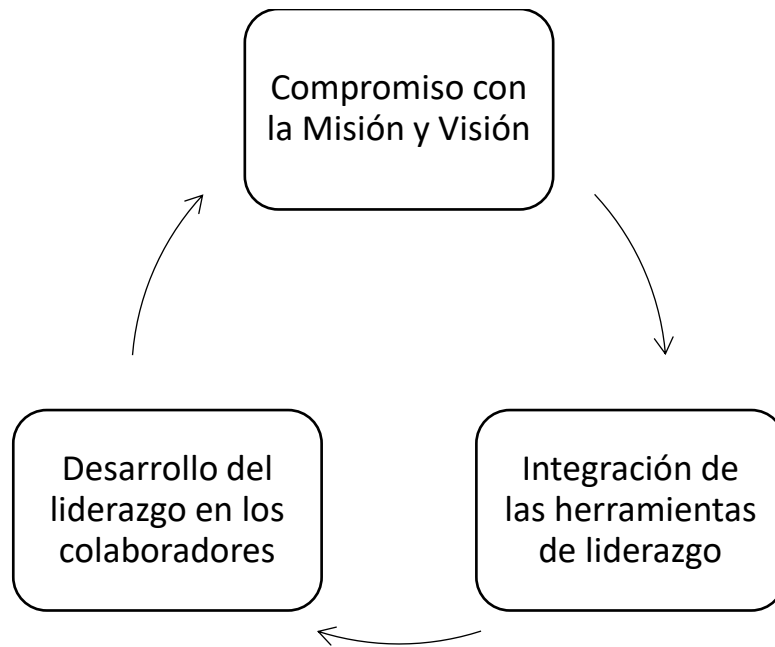 Compromiso con
la Misión y Visión
Integración de
las herramientas
de liderazgo
Desarrollo del
liderazgo en los
colaboradores